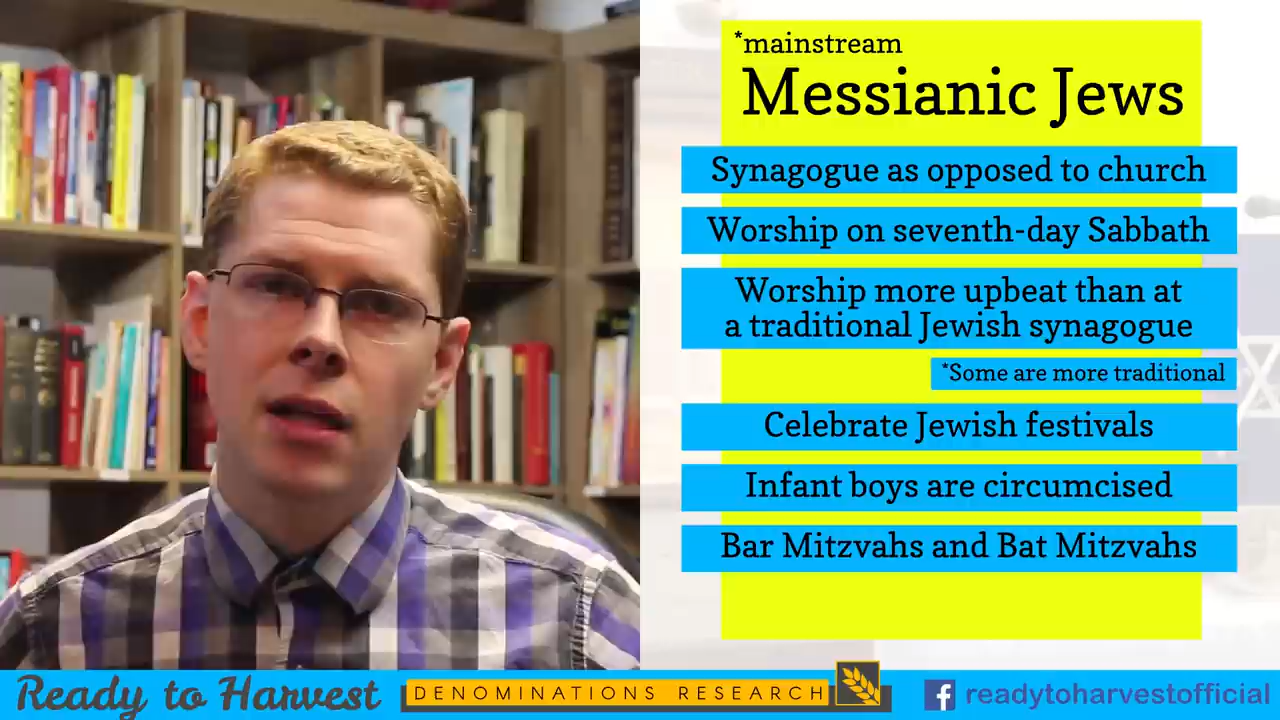 *mainstream
Messianic Jews
Synagogue as opposed to church
Worship on seventh-day Sabbath
Worship more upbeat than at
a traditional Jewish synagogue
*Some are more traditional
Celebrate Jewish festivals
Infant boys are circumcised
Bar Mitzvahs and Bat Mitzvahs
Ready to Harvest
DENOMINATIONS RESEARCH
readytoharvestofficial